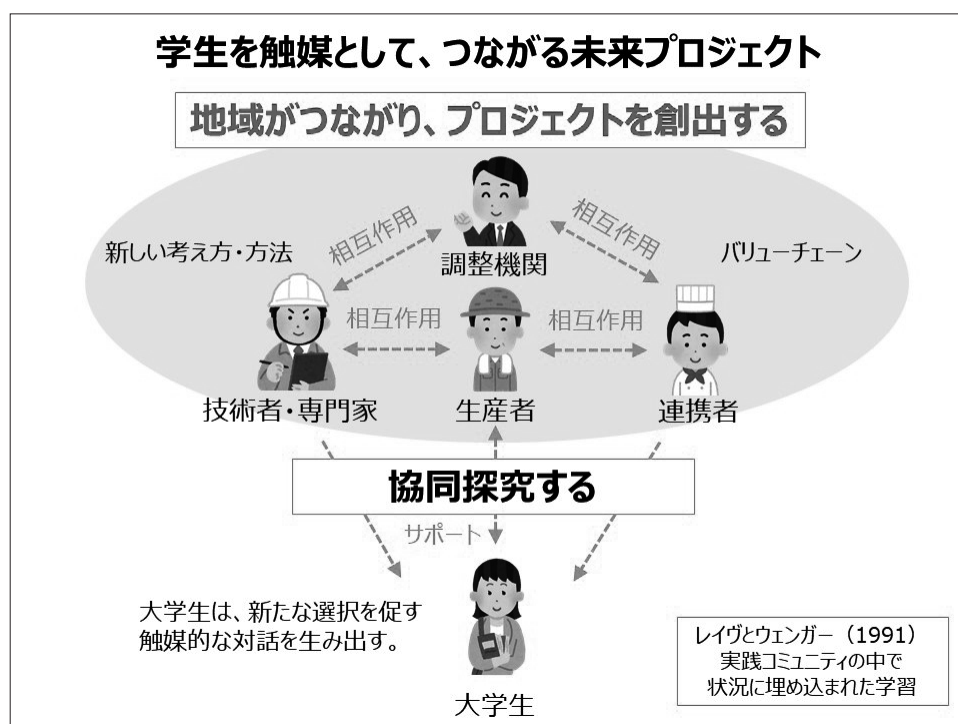 学生を触媒として、つながる未来プロジェクト
地域がつながり、プロジェクトを創出する
相互作用
相互作用
新しい考え方・方法
調整機関
バリューチェーン
相互作用
相互作用
技術者・専門家
生産者
連携者
協同探究する
サポート
大学生は、新たな選択を促す
触媒的な対話を生み出す。
大学生
レイヴとウェンガー（1991）
実践コミュニティの中で
状況に埋め込まれた学習